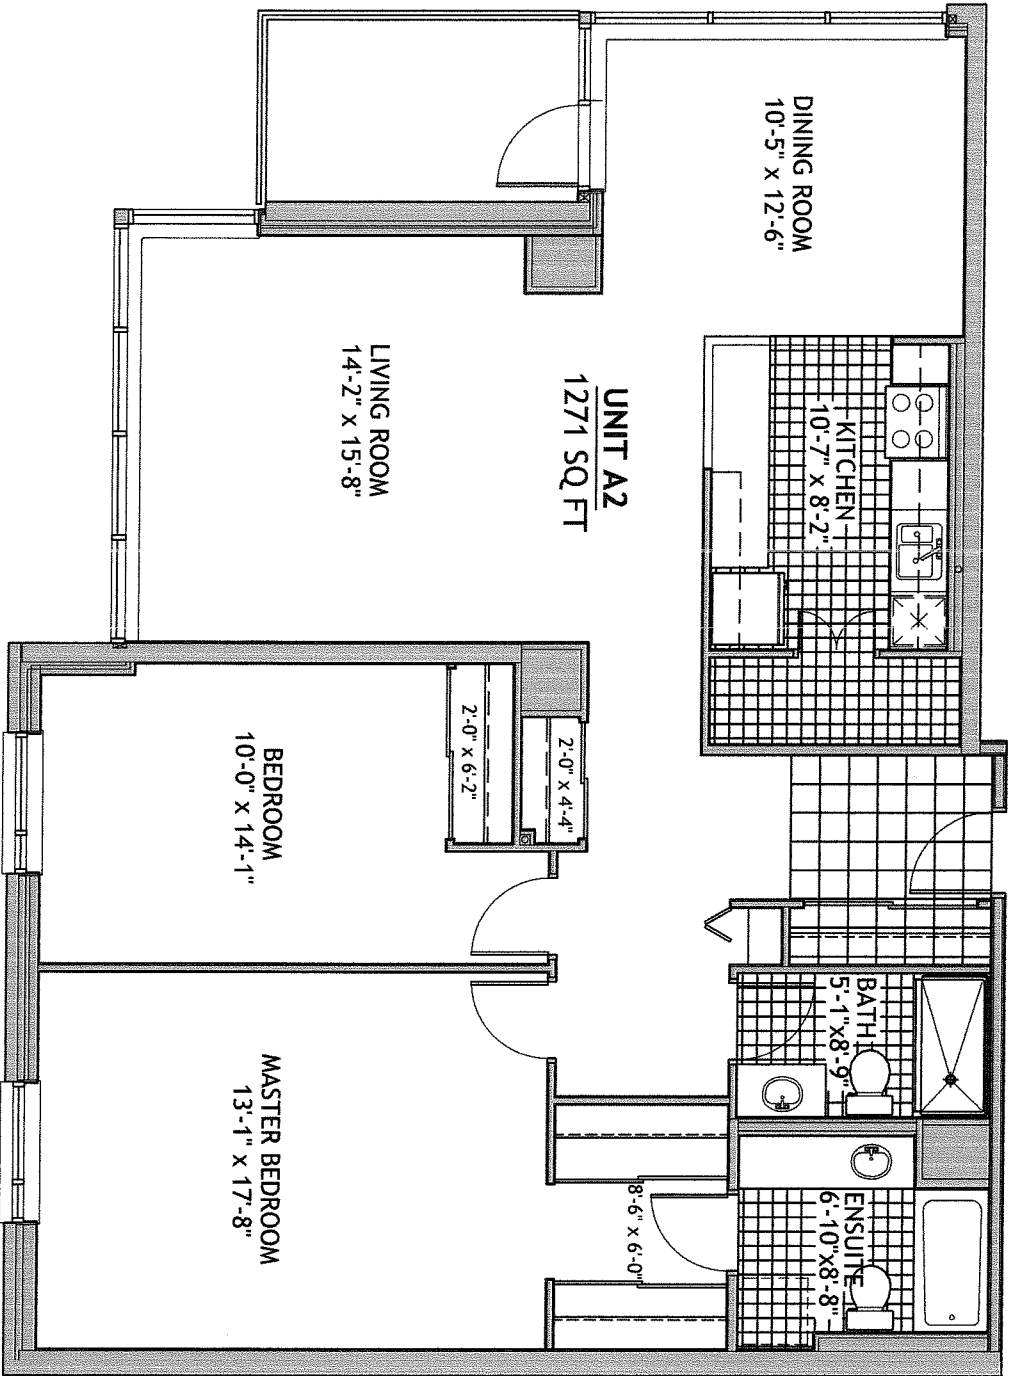 DINING ROOM
10'-5" x 12'-6"
KITCHEN
10'-7" x 8'-2"
UNIT A2
1271 SQ FT
LIVING ROOM
14'-2" x 15'-8"
2'-0" x 4'-4"
2'-0" x 6'-2"
BEDROOM
10'-0" x 14'-1"
BATH
5'-1"x8'-9"
ENSUITE
6'-10"x8'-8"
8'-6" x 6'-0"
MASTER BEDROOM
13'-1" x 17'-8"